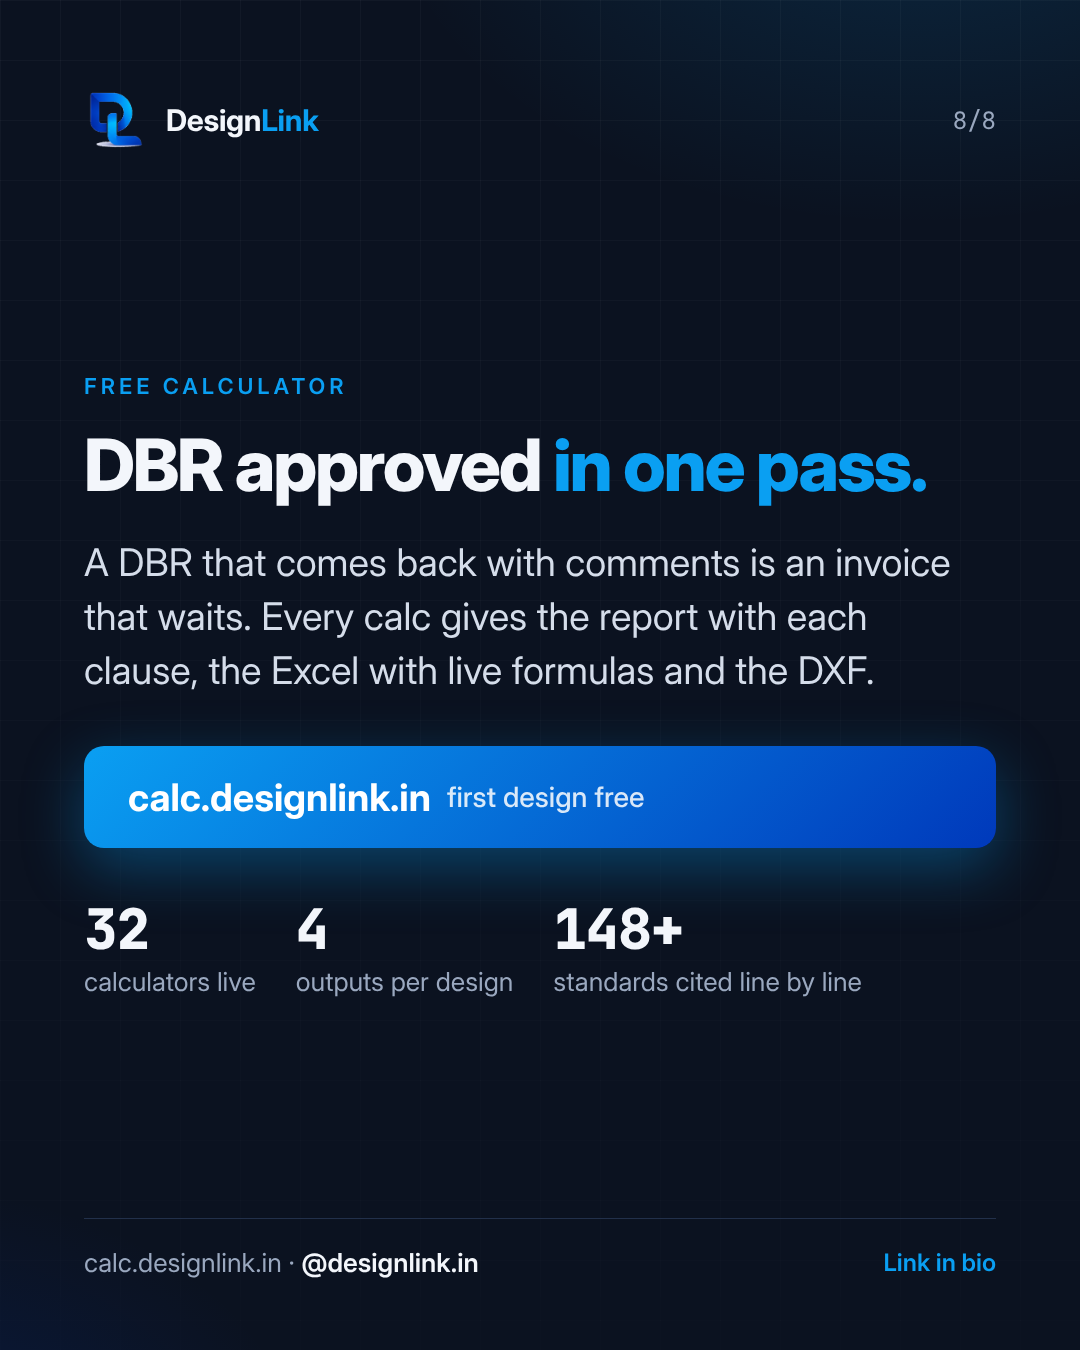 DesignLink
8/8
FREE CALCULATOR
DBR approved in one pass.
A DBR that comes back with comments is an invoice
that waits. Every calc gives the report with each
clause, the Excel with live formulas and the DXF.
calc.designlink.in first design free
32 4 148+
calculators live outputs per design standards cited line by line
calc.designlink.in · @designlink.in
Link in bio